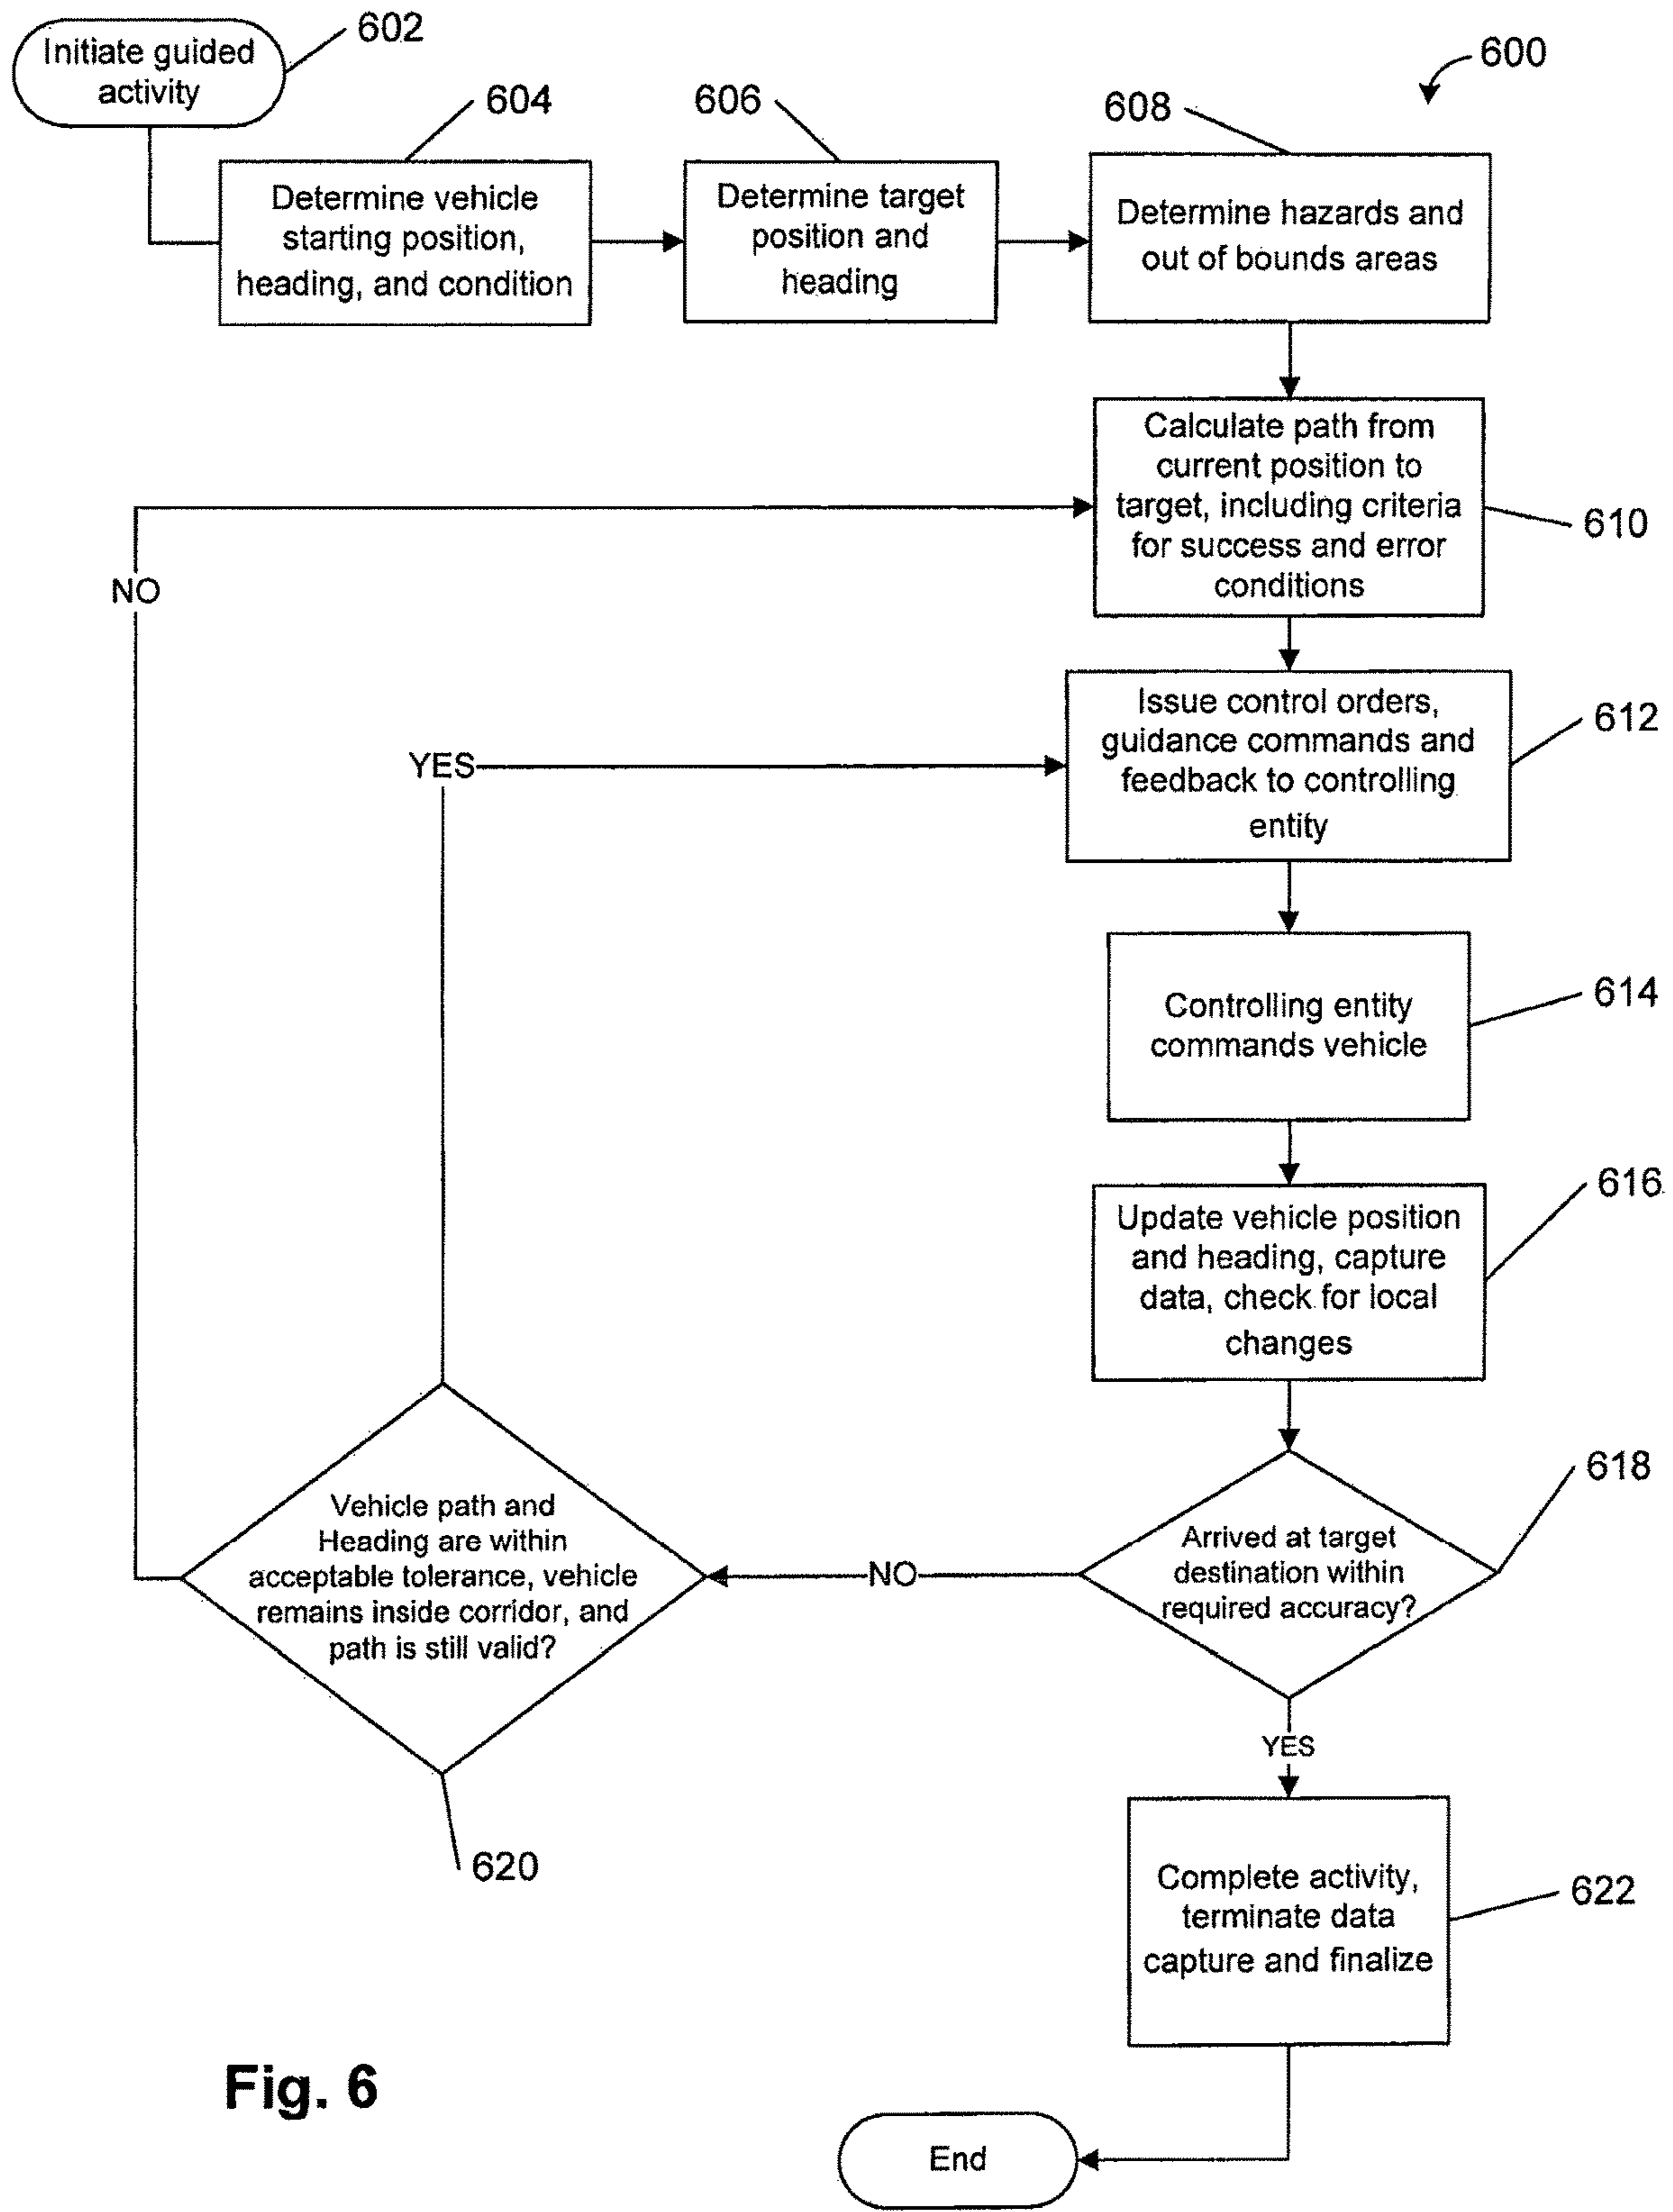 Initiate guided
activity
602
600
604
Determine vehicle
starting position,
heading, and condition
606
Determine target
position and
heading
608
Determine hazards and
out of bounds areas
Calculate path from
current position to
target, including criteria
for success and error
conditions
610
NO
Issue control orders,
guidance commands and
feedback to controlling
entity
612
YES
Controlling entity
commands vehicle
614
Update vehicle position
and heading, capture
data, check for local
changes
616
Arrived at target
destination within
required accuracy?
618
NO
Vehicle path and
Heading are within
acceptable tolerance, vehicle
remains inside corridor, and
path is still valid?
620
YES
Complete activity,
terminate data
capture and finalize
622
Fig. 6
End